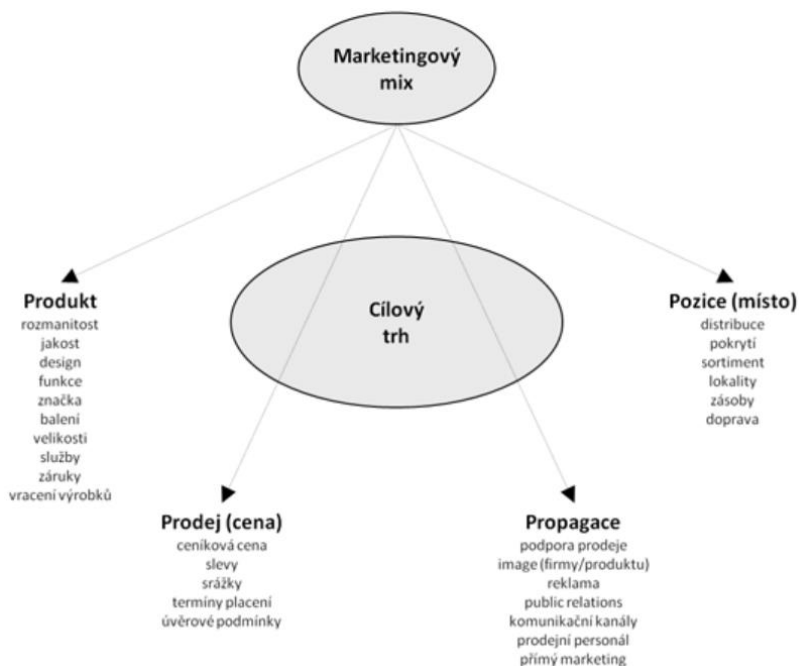 Marketingový
mix
Cílový
trh
Produkt
rozmanitost
jakost
design
funkce
značka
balení
velikosti
služby
záruky
vracení výrobků
Prodej (cena)
ceníková cena
slevy
srážky
termíny placení
úvěrové podmínky
Propagace
podpora prodeje
image (firmy/produktu)
reklama
public relations
komunikační kanály
prodejní personál
přímý marketing
Pozice (místo)
distribuce
pokrytí
sortiment
lokality
zásoby
doprava